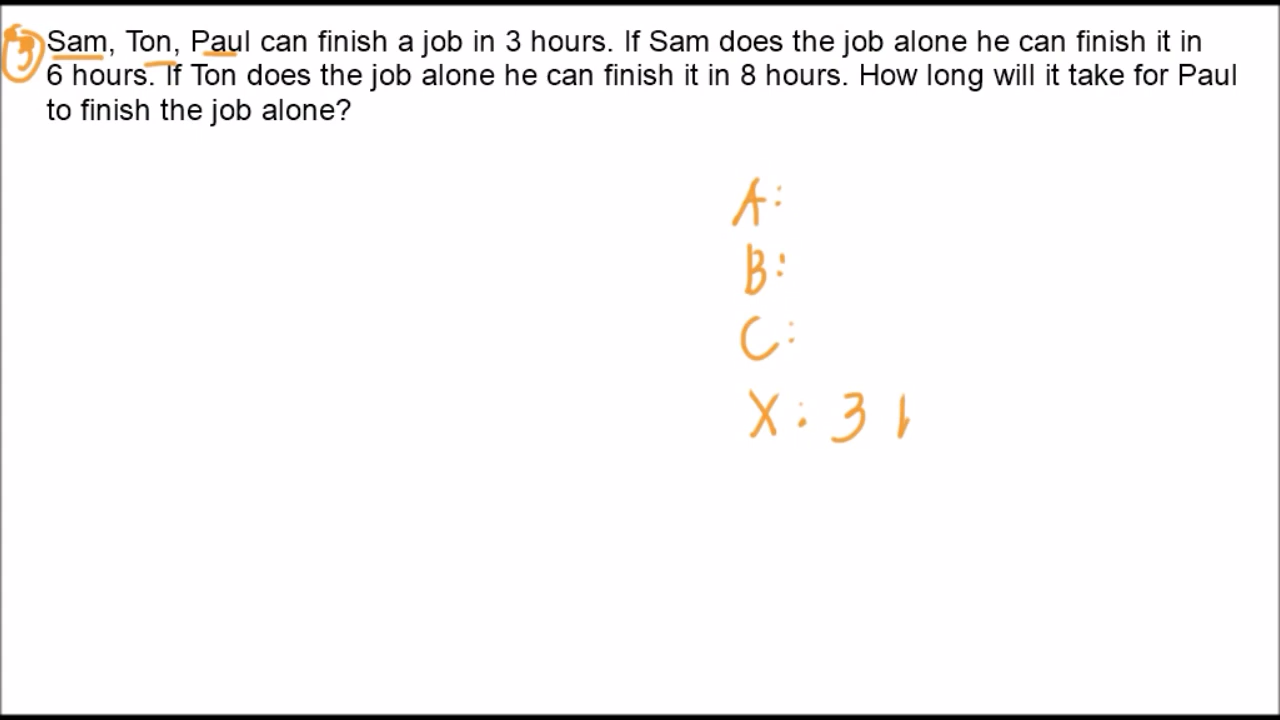 3 Sam, Ton, Paul can finish a job in 3 hours. If Sam does the job alone he can finish it in
6 hours. If Ton does the job alone he can finish it in 8 hours. How long will it take for Paul
to finish the job alone?
A:
B:
C:
X: 3